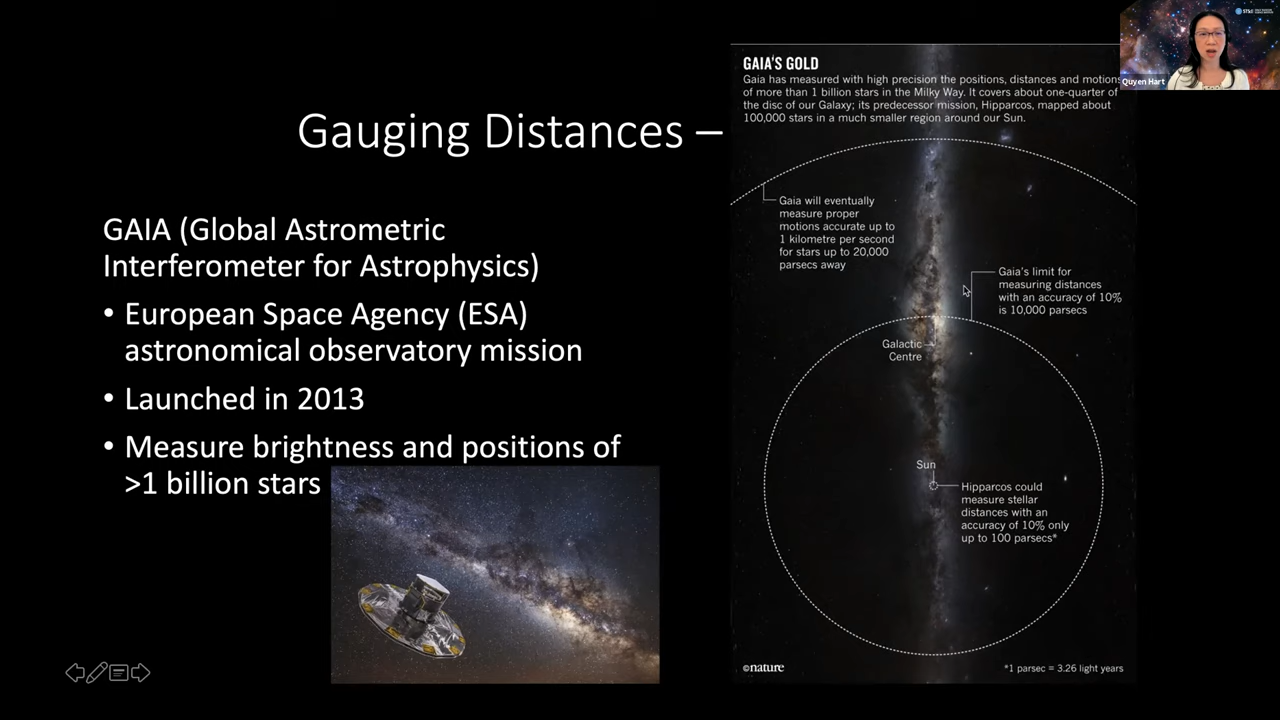 Gauging Distances –
GAIA (Global Astrometric
Interferometer for Astrophysics)
• European Space Agency (ESA)
astronomical observatory mission
• Launched in 2013
• Measure brightness and positions of
>1 billion stars
GAIA'S GOLD
Gaia has measured with high precision the positions, distances and motions
of more than 1 billion stars in the Milky Way. It covers about one-quarter of
the disc of our Galaxy; its predecessor mission, Hipparcos, mapped about
100,000 stars in a much smaller region around our Sun.
Gaia will eventually
measure proper
motions accurate up to
1 kilometre per second
for stars up to 20,000
parsecs away
Gaia's limit for
measuring distances
with an accuracy of 10%
is 10,000 parsecs
Galactic
Centre
Sun
Hipparcos could
measure stellar
distances with an
accuracy of 10% only
up to 100 parsecs*
©nature
*1 parsec = 3.26 light years
Quyen Hart